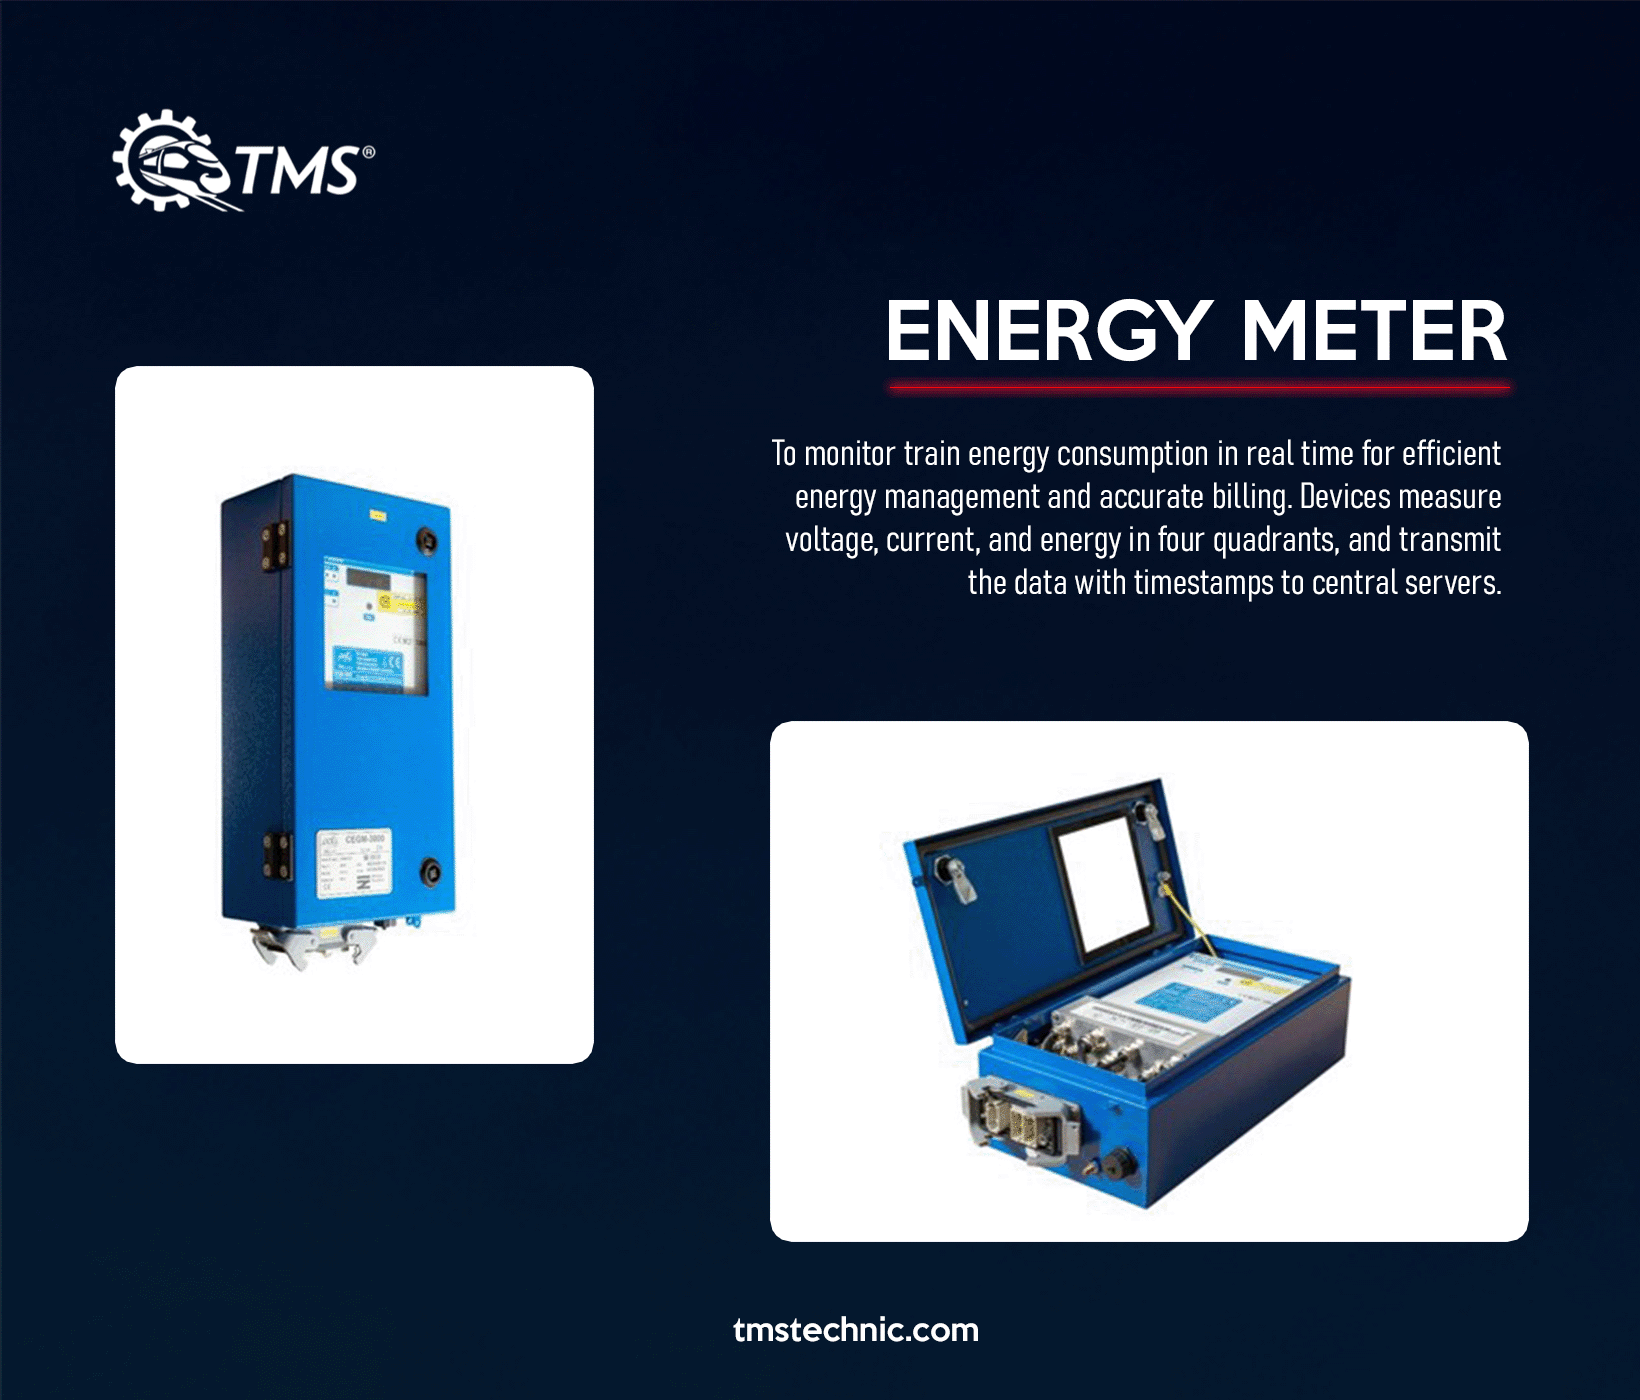 TMS®
ENERGY METER
To monitor train energy consumption in real time for efficient
energy management and accurate billing. Devices measure
voltage, current, and energy in four quadrants, and transmit
the data with timestamps to central servers.
CEGM-3000
tmstechnic.com